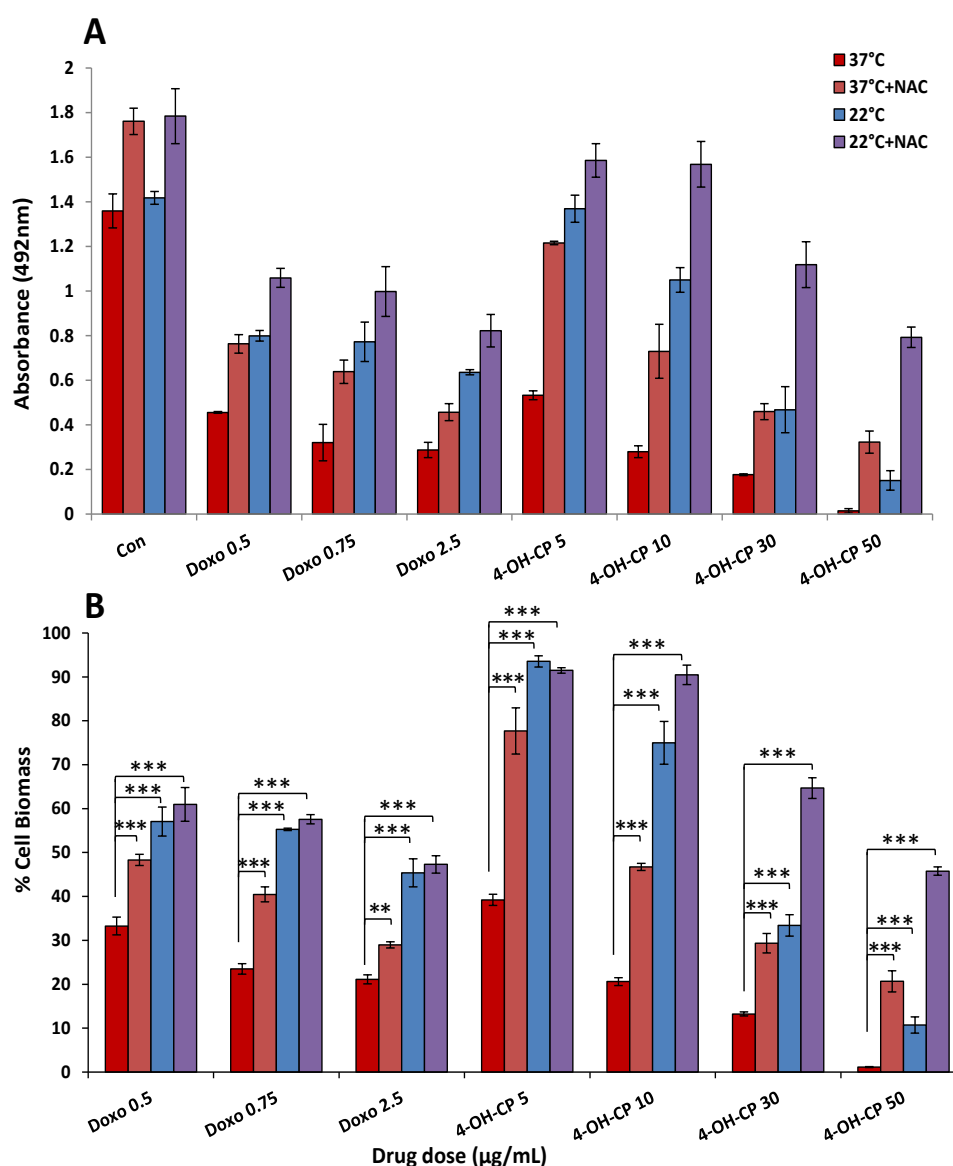 A
37°C
37°C+NAC
22°C
22°C+NAC
Absorbance (492nm)
2
1.8
1.6
1.4
1.2
1
0.8
0.6
0.4
0.2
0
Con
Doxo 0.5
Doxo 0.75
Doxo 2.5
4-OH-CP 5
4-OH-CP 10
4-OH-CP 30
4-OH-CP 50
B
% Cell Biomass
100
90
80
70
60
50
40
30
20
10
0
***
***
***
***
***
***
***
***
**
***
***
***
***
***
***
***
***
***
***
***
***
Doxo 0.5
Doxo 0.75
Doxo 2.5
4-OH-CP 5
4-OH-CP 10
4-OH-CP 30
4-OH-CP 50
Drug dose (µg/mL)